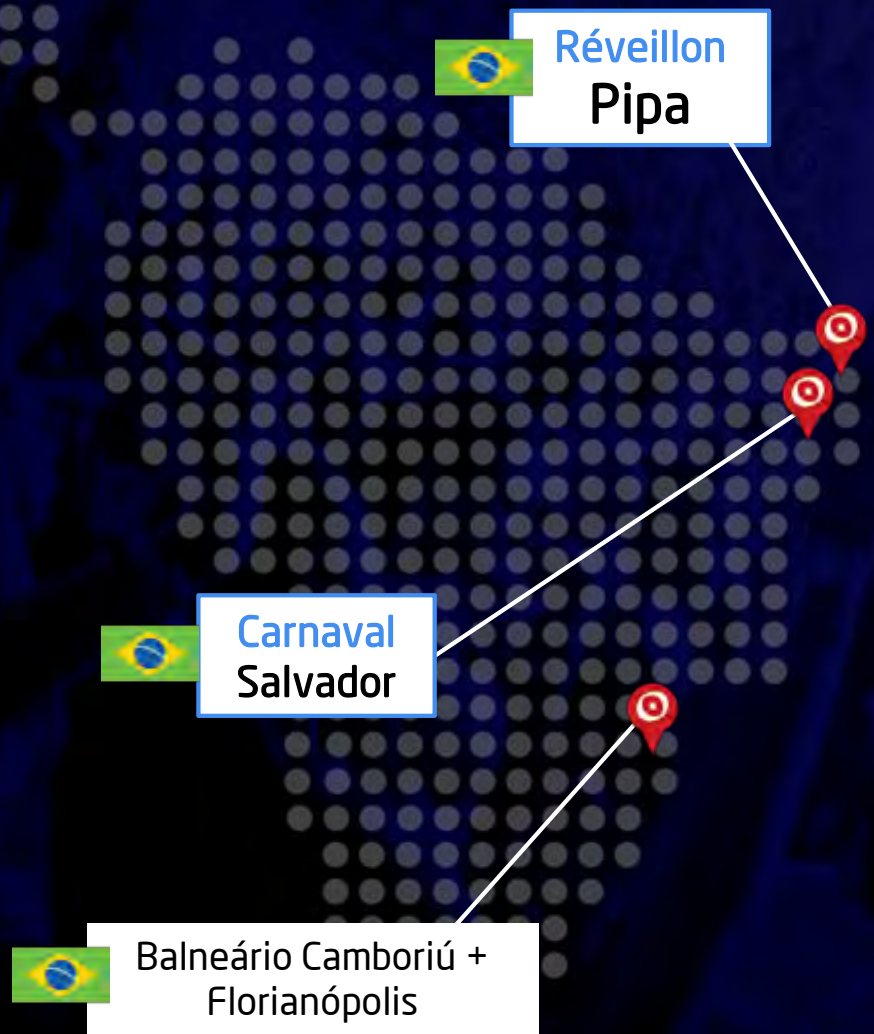 Réveillon
Pipa
Carnaval
Salvador
Balneário Camboriú +
Florianópolis